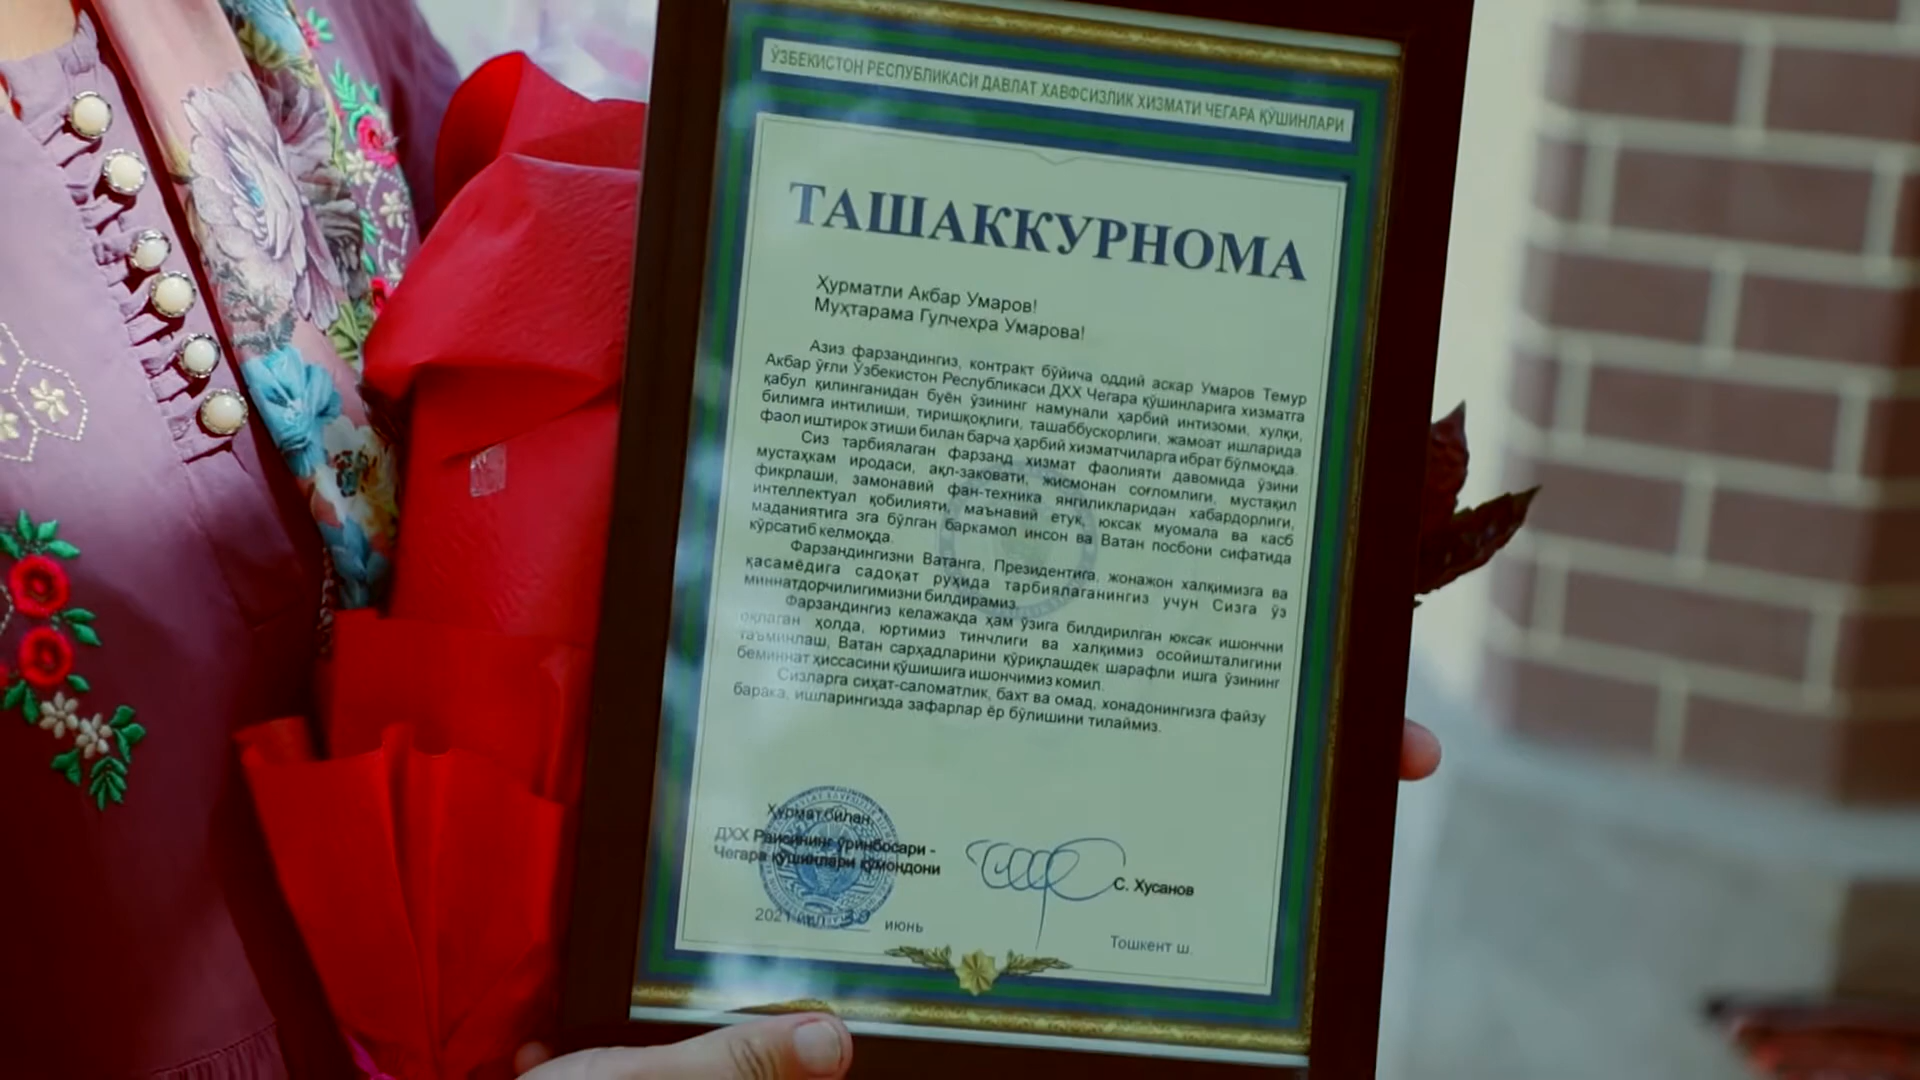 ЎЗБЕКИСТОН РЕСПУБЛИКАСИ ДАВЛАТ ХАВФСИЗЛИК ХИЗМАТИ ЧЕГАРА ҚЎШИНЛАРИ
ТАШАККУРНОМА
Ҳурматли Акбар Умаров!
Муҳтарама Гулчехра Умарова!
Азиз фарзандингиз, контракт бўйича оддий аскар Умаров Темур
Акбар ўғли Ўзбекистон Республикаси ДХХ Чегара қўшинларига хизматга
қабул қилинганидан буён ўзининг намунали ҳарбий интизоми, хулқи,
билимга интилиши, тиришқоқлиги, ташаббускорлиги, жамоат ишларида
фаол иштирок этиши билан барча ҳарбий хизматчиларга ибрат бўлмоқда.
Сиз тарбиялаган фарзанд хизмат фаолияти давомида ўзини
мустаҳкам иродаси, ақл-заковати, жисмонан соғломлиги, мустақил
фикрлаши, замонавий фан-техника янгиликларидан хабардорлиги,
интеллектуал қобилияти, маънавий етук, юксак муомала ва касб
маданиятига эга бўлган баркамол инсон ва Ватан посбони сифатида
кўрсатиб келмоқда.
Фарзандингизни Ватанга, Президентига, жонажон халқимизга ва
қасамёдига садоқат руҳида тарбиялаганингиз учун Сизга ўз
миннатдорчилигимизни билдирамиз.
Фарзандингиз келажакда ҳам ўзига билдирилган юксак ишончни
оқлаган ҳолда, юртимиз тинчлиги ва халқимиз осойишталигини
таъминлаш, Ватан сарҳадларини қўриқлашдек шарафли ишга ўзининг
беминнат ҳиссасини қўшишига ишончимиз комил.
Сизларга сиҳат-саломатлик, бахт ва омад, хонадонингизга файзу
барака, ишларингизда зафарлар ёр бўлишини тилаймиз.
Ҳурмат билан,
ДХХ Раисининг ўринбосари -
Чегара қўшинлари қўмондони
С. Хусанов
2021 йил 30 июнь
Тошкент ш.